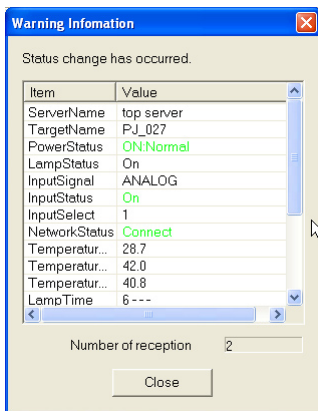 Warning Infomation
Status change has occurred.
Item Value
ServerName top server
TargetName PJ_027
PowerStatus ON:Normal
LampStatus On
InputSignal ANALOG
InputStatus On
InputSelect 1
NetworkStatus Connect
Temperatur... 28.7
Temperatur... 42.0
Temperatur... 40.8
LampTime 6 ---
Number of reception 2
Close